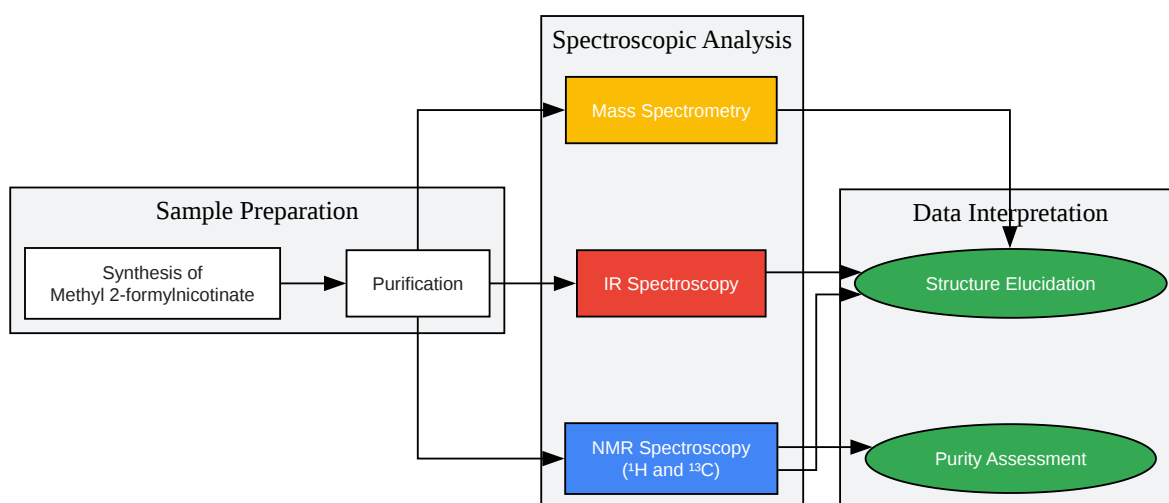 Spectroscopic Analysis
Mass Spectrometry
Sample Preparation
Data Interpretation
Synthesis of
Methyl 2-formylnicotinate
Purification
IR Spectroscopy
Structure Elucidation
NMR Spectroscopy
(¹H and ¹³C)
Purity Assessment